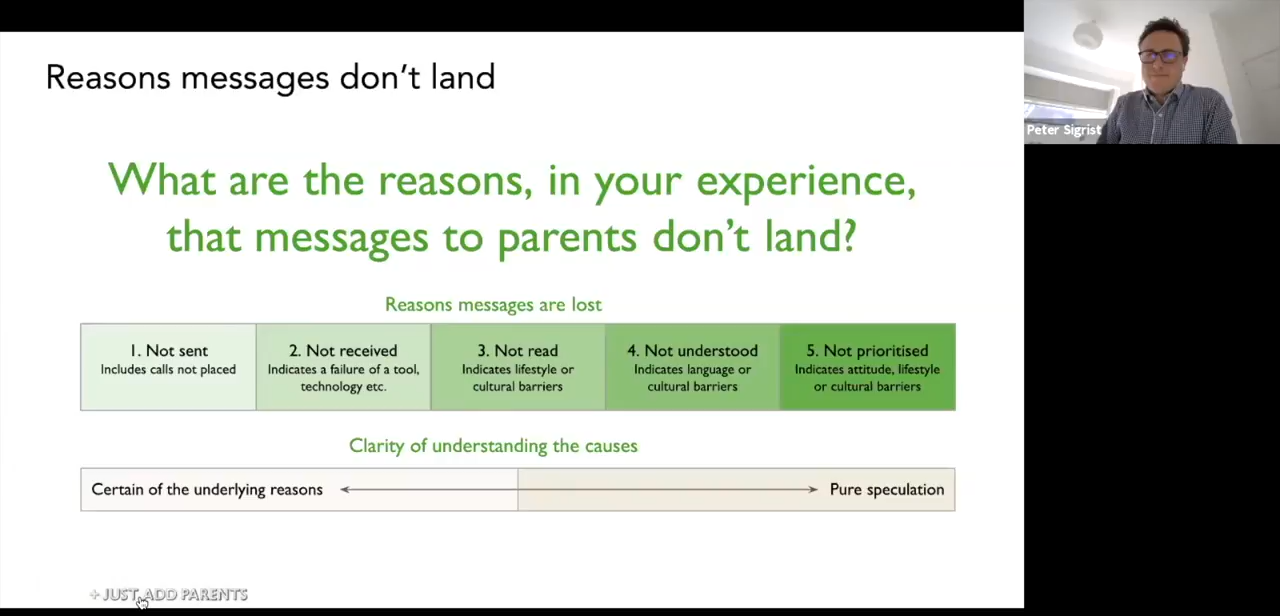 Reasons messages don't land
Peter Sigrist
What are the reasons, in your experience,
that messages to parents don't land?
Reasons messages are lost
1. Not sent
Includes calls not placed
2. Not received
Indicates a failure of a tool,
technology etc.
3. Not read
Indicates lifestyle or
cultural barriers
4. Not understood
Indicates language or
cultural barriers
5. Not prioritised
Indicates attitude, lifestyle
or cultural barriers
Clarity of understanding the causes
Certain of the underlying reasons
Pure speculation
+ JUST ADD PARENTS